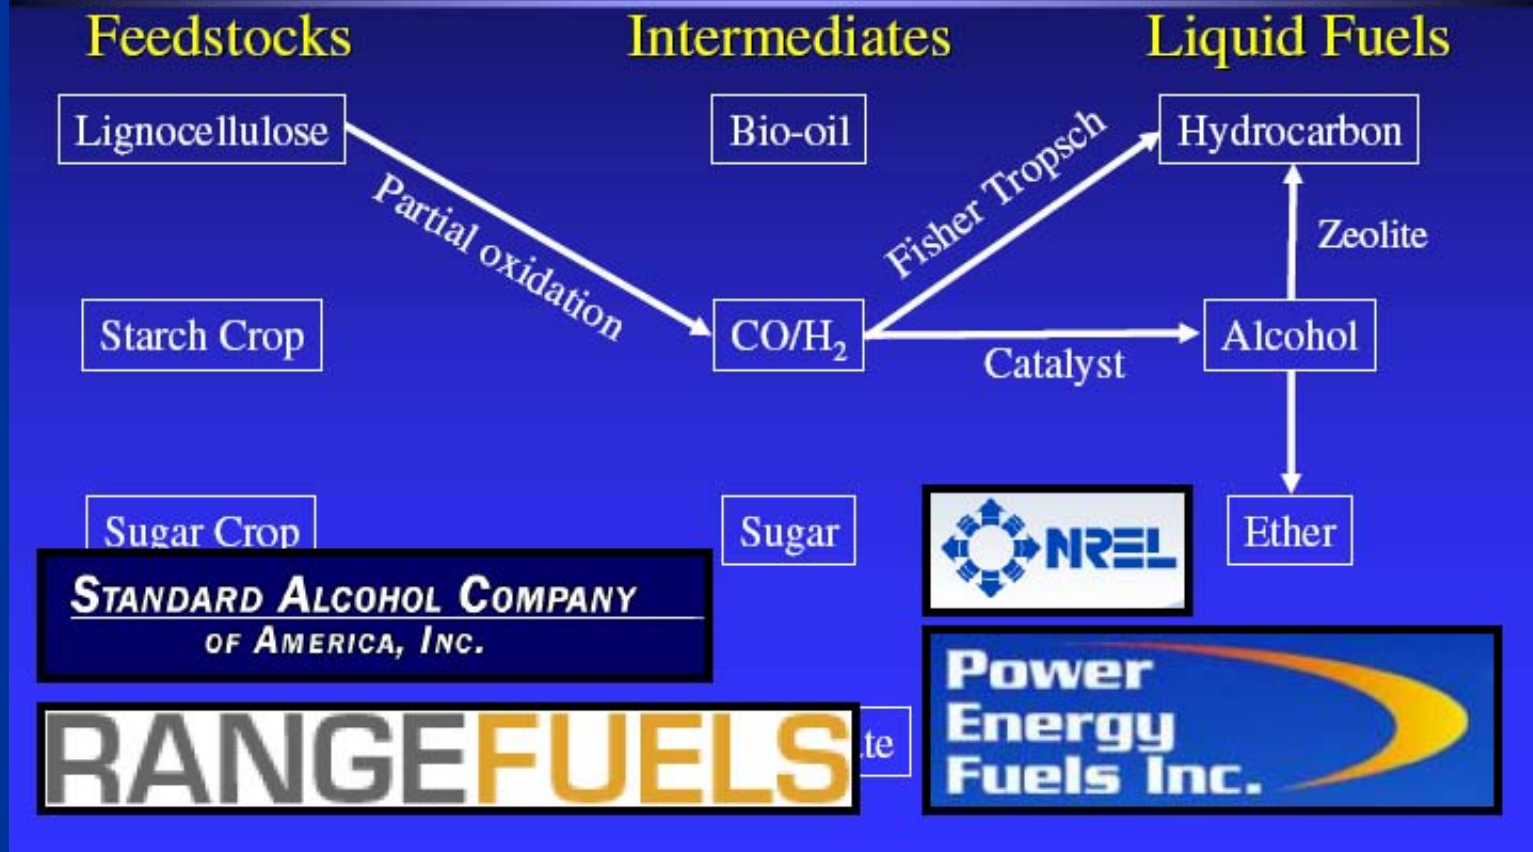 Feedstocks
Intermediates
Liquid Fuels
Lignocellulose
Bio-oil
Hydrocarbon
Partial oxidation
Fisher Tropsch
Zeolite
Starch Crop
CO/H₂
Catalyst
Alcohol
Sugar Crop
Sugar
NREL
Ether
STANDARD ALCOHOL COMPANY
OF AMERICA, INC.
RANGEFUELS
Power
Energy
Fuels Inc.